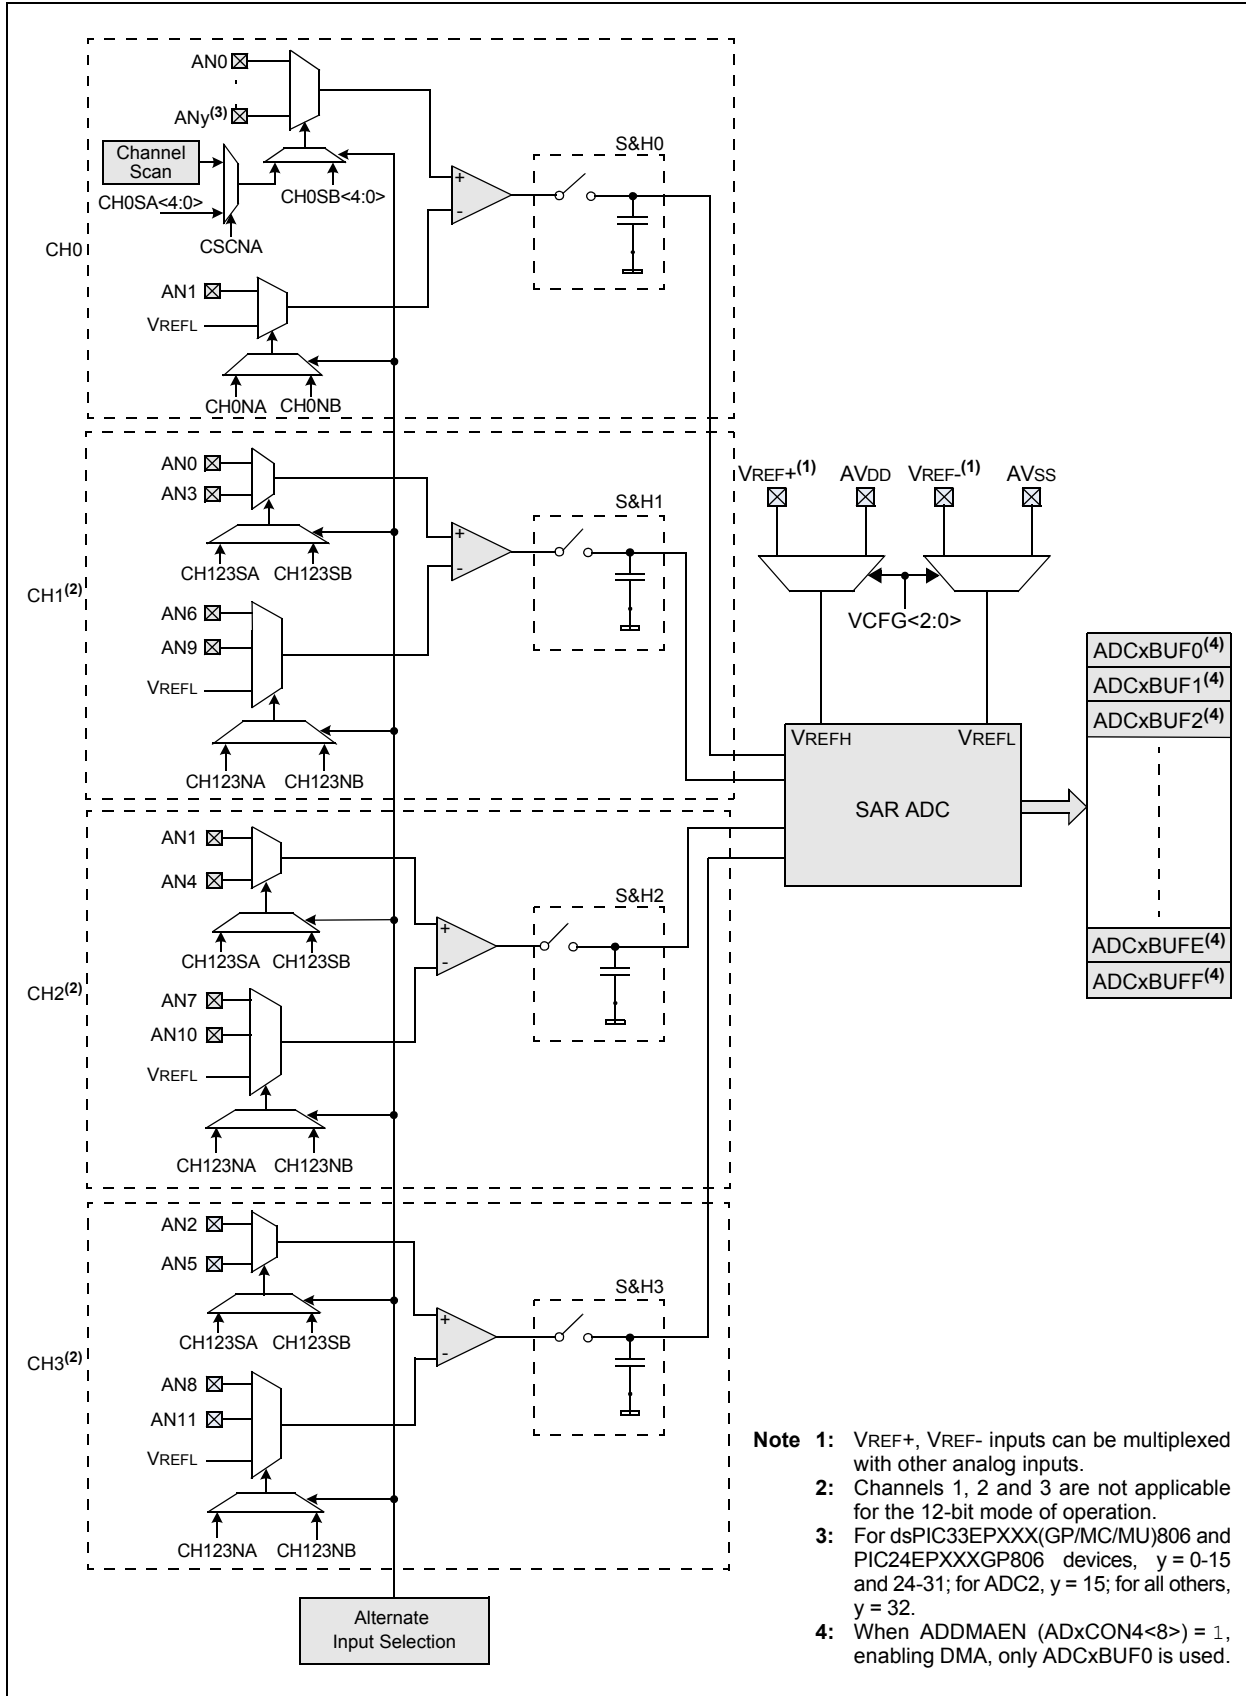 AN0
ANy(3)
Channel
Scan
CH0SA<4:0>
CH0SB<4:0>
CSCNA
CH0
AN1
VREFL
CH0NA
CH0NB
+
-
S&H0
AN0
AN3
CH123SA
CH123SB
CH1(2)
AN6
AN9
VREFL
CH123NA
CH123NB
+
-
S&H1
VREF+(1)
AVDD
VREF-(1)
AVSS
VCFG<2:0>
VREFH
VREFL
SAR ADC
ADCxBUF0(4)
ADCxBUF1(4)
ADCxBUF2(4)
ADCxBUFE(4)
ADCxBUFF(4)
AN1
AN4
CH123SA
CH123SB
CH2(2)
AN7
AN10
VREFL
CH123NA
CH123NB
+
-
S&H2
AN2
AN5
CH123SA
CH123SB
CH3(2)
AN8
AN11
VREFL
CH123NA
CH123NB
+
-
S&H3
Alternate
Input Selection
Note 1: VREF+, VREF- inputs can be multiplexed
with other analog inputs.
2: Channels 1, 2 and 3 are not applicable
for the 12-bit mode of operation.
3: For dsPIC33EPXXX(GP/MC/MU)806 and
PIC24EPXXXGP806 devices, y = 0-15
and 24-31; for ADC2, y = 15; for all others,
y = 32.
4: When ADDMAEN (ADxCON4<8>) = 1,
enabling DMA, only ADCxBUF0 is used.